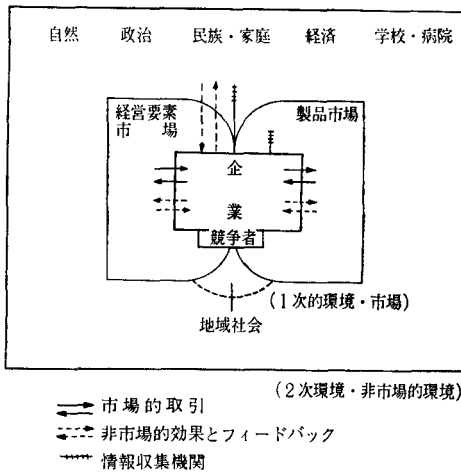 自然　政治　民族・家庭　経済　学校・病院
経営要素
市　場
製品市場
企
業
競争者
(1次的環境・市場)
地域社会
(2次環境・非市場的環境)
市場的取引
非市場的効果とフィードバック
情報収集機関